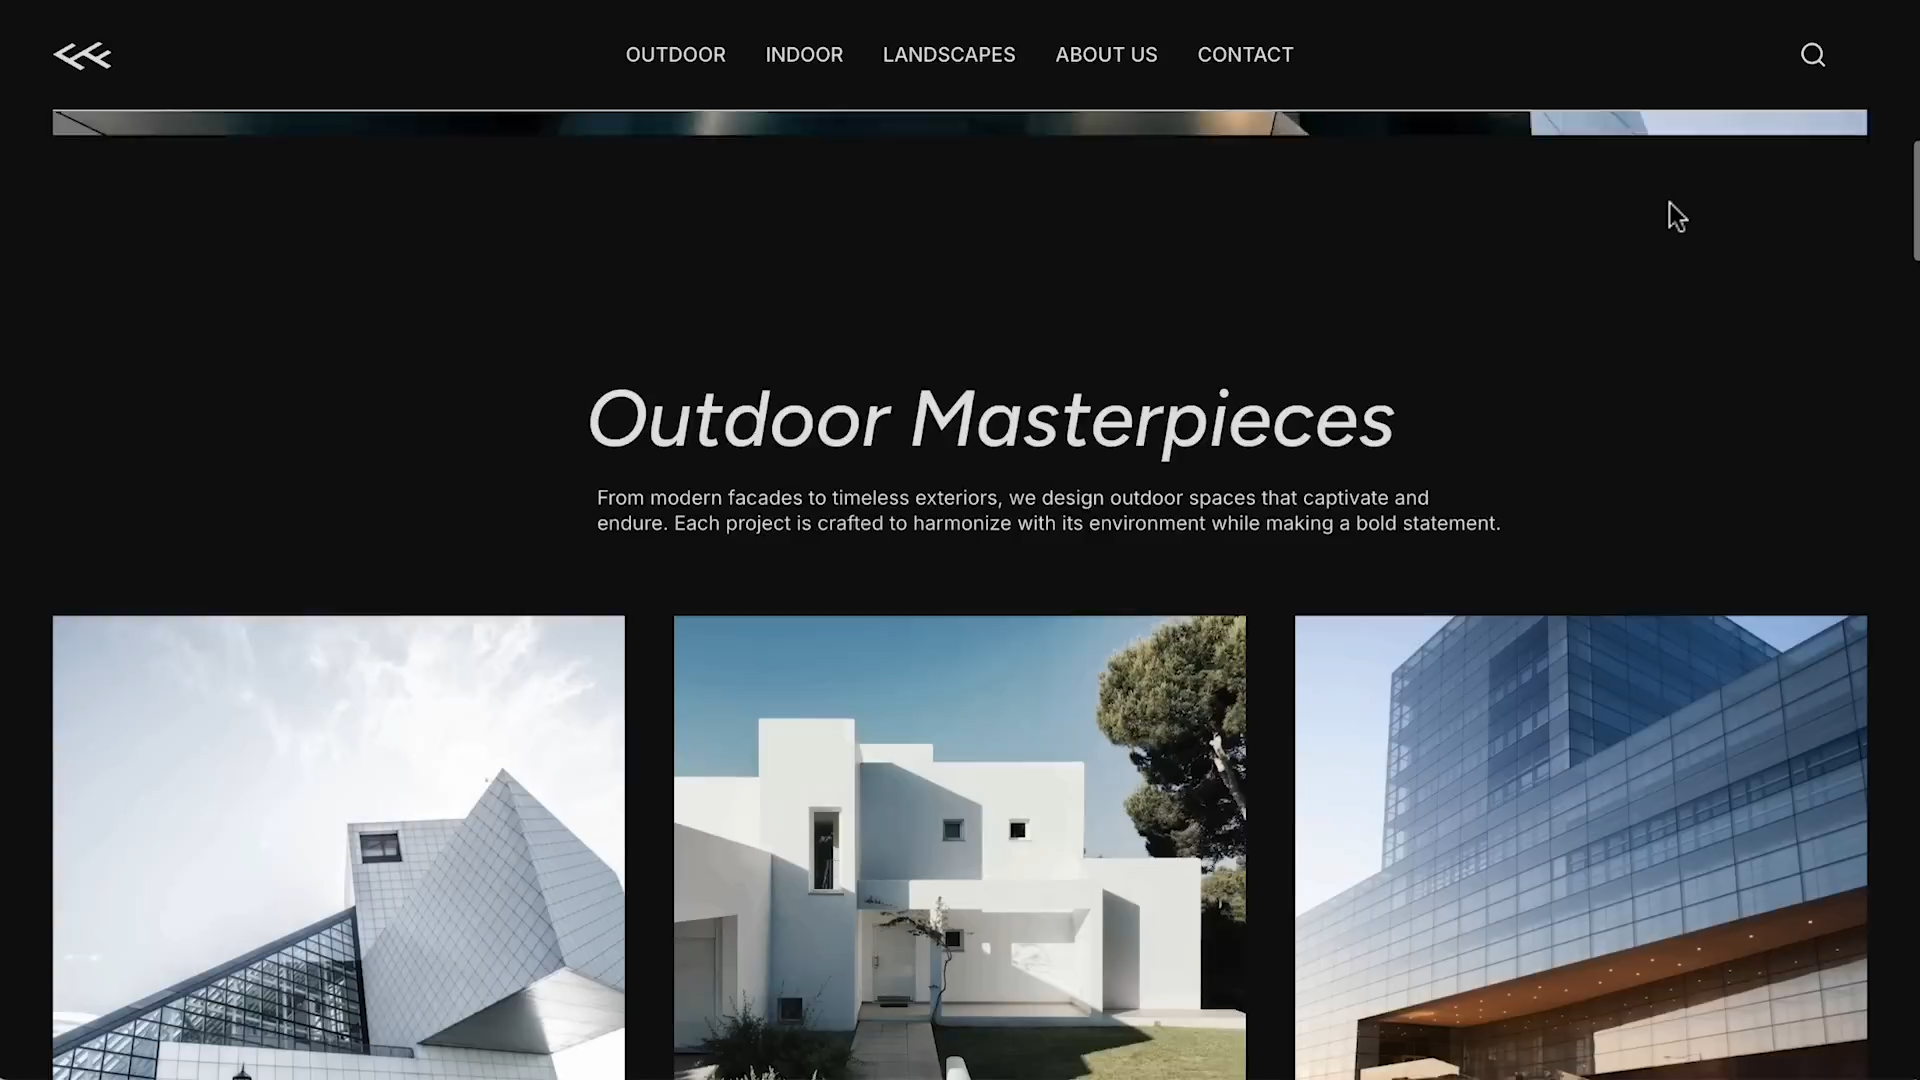 OUTDOOR INDOOR LANDSCAPES ABOUT US CONTACT
Outdoor Masterpieces
From modern facades to timeless exteriors, we design outdoor spaces that captivate and
endure. Each project is crafted to harmonize with its environment while making a bold statement.